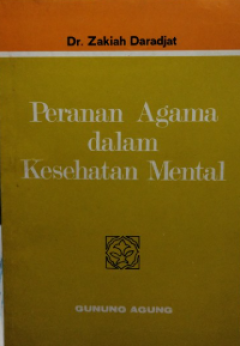 Dr. Zakiah Daradjat
Peranan Agama
dalam
Kesehatan Mental
GUNUNG AGUNG